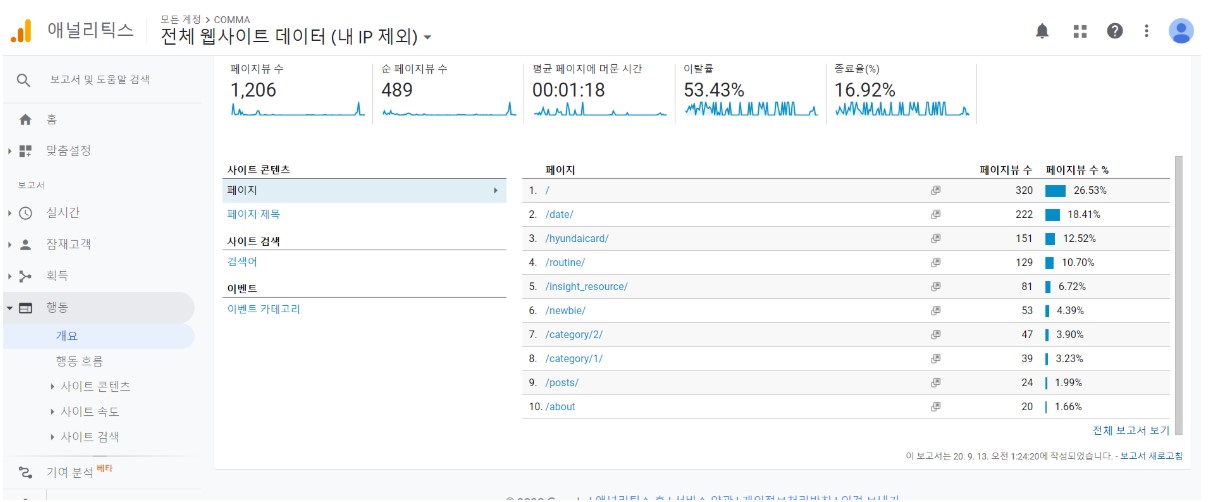 모든 계정 > COMMA
애널리틱스
전체 웹사이트 데이터 (내 IP 제외)
보고서 및 도움말 검색
홈
맞춤설정
보고서
실시간
잠재고객
획득
행동
개요
행동 흐름
사이트 콘텐츠
사이트 속도
사이트 검색
기여 분석 베타
페이지뷰 수
1,206
순 페이지뷰 수
489
평균 페이지에 머문 시간
00:01:18
이탈률
53.43%
종료율(%)
16.92%
사이트 콘텐츠
페이지
페이지 제목
사이트 검색
검색어
이벤트
이벤트 카테고리
페이지 페이지뷰 수 페이지뷰 수 %
1. / 320 26.53%
2. /date/ 222 18.41%
3. /hyundaicard/ 151 12.52%
4. /routine/ 129 10.70%
5. /insight_resource/ 81 6.72%
6. /newbie/ 53 4.39%
7. /category/2/ 47 3.90%
8. /category/1/ 39 3.23%
9. /posts/ 24 1.99%
10. /about 20 1.66%
전체 보고서 보기
이 보고서는 20. 9. 13. 오전 1:24:20에 작성되었습니다. - 보고서 새로고침